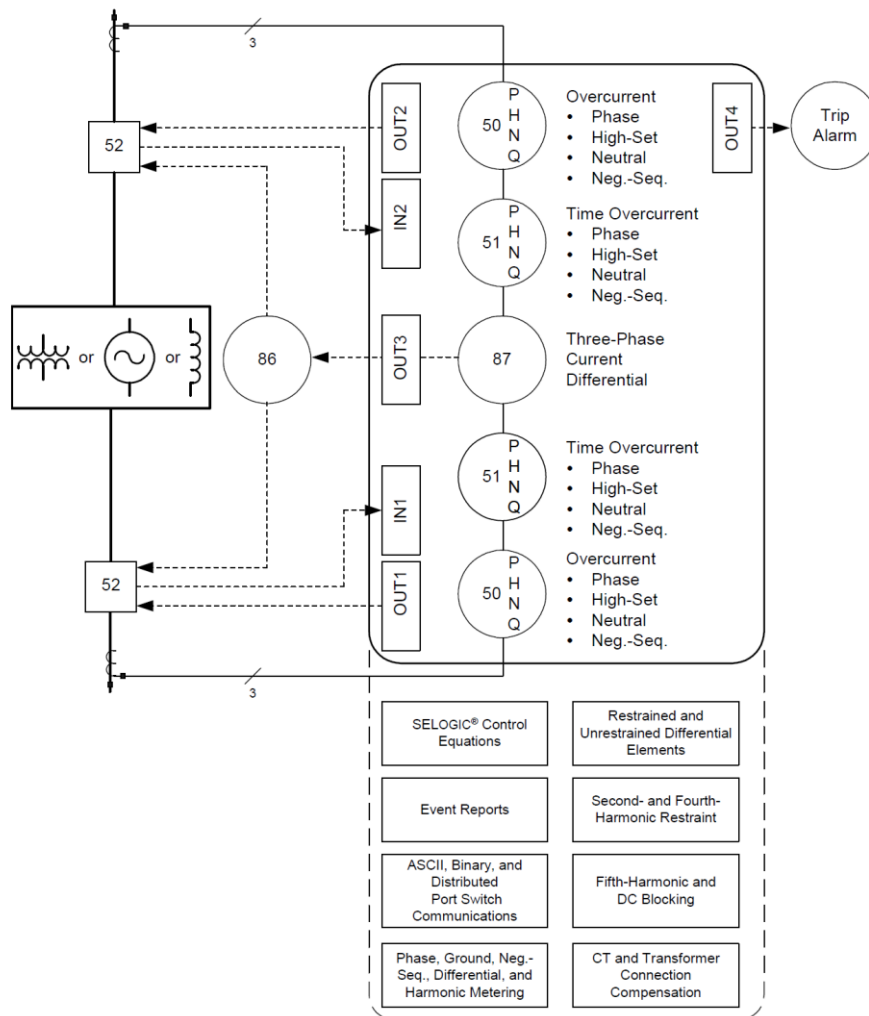 3
52
OUT2
IN2
50
P
H
N
Q
Overcurrent
• Phase
• High-Set
• Neutral
• Neg.-Seq.
OUT4
Trip
Alarm
51
P
H
N
Q
Time Overcurrent
• Phase
• High-Set
• Neutral
• Neg.-Seq.
or
or
86
OUT3
87
Three-Phase
Current
Differential
IN1
51
P
H
N
Q
Time Overcurrent
• Phase
• High-Set
• Neutral
• Neg.-Seq.
52
OUT1
50
P
H
N
Q
Overcurrent
• Phase
• High-Set
• Neutral
• Neg.-Seq.
3
SELOGIC® Control
Equations
Restrained and
Unrestrained Differential
Elements
Event Reports
Second- and Fourth-
Harmonic Restraint
ASCII, Binary, and
Distributed
Port Switch
Communications
Fifth-Harmonic and
DC Blocking
Phase, Ground, Neg.-
Seq., Differential, and
Harmonic Metering
CT and Transformer
Connection
Compensation